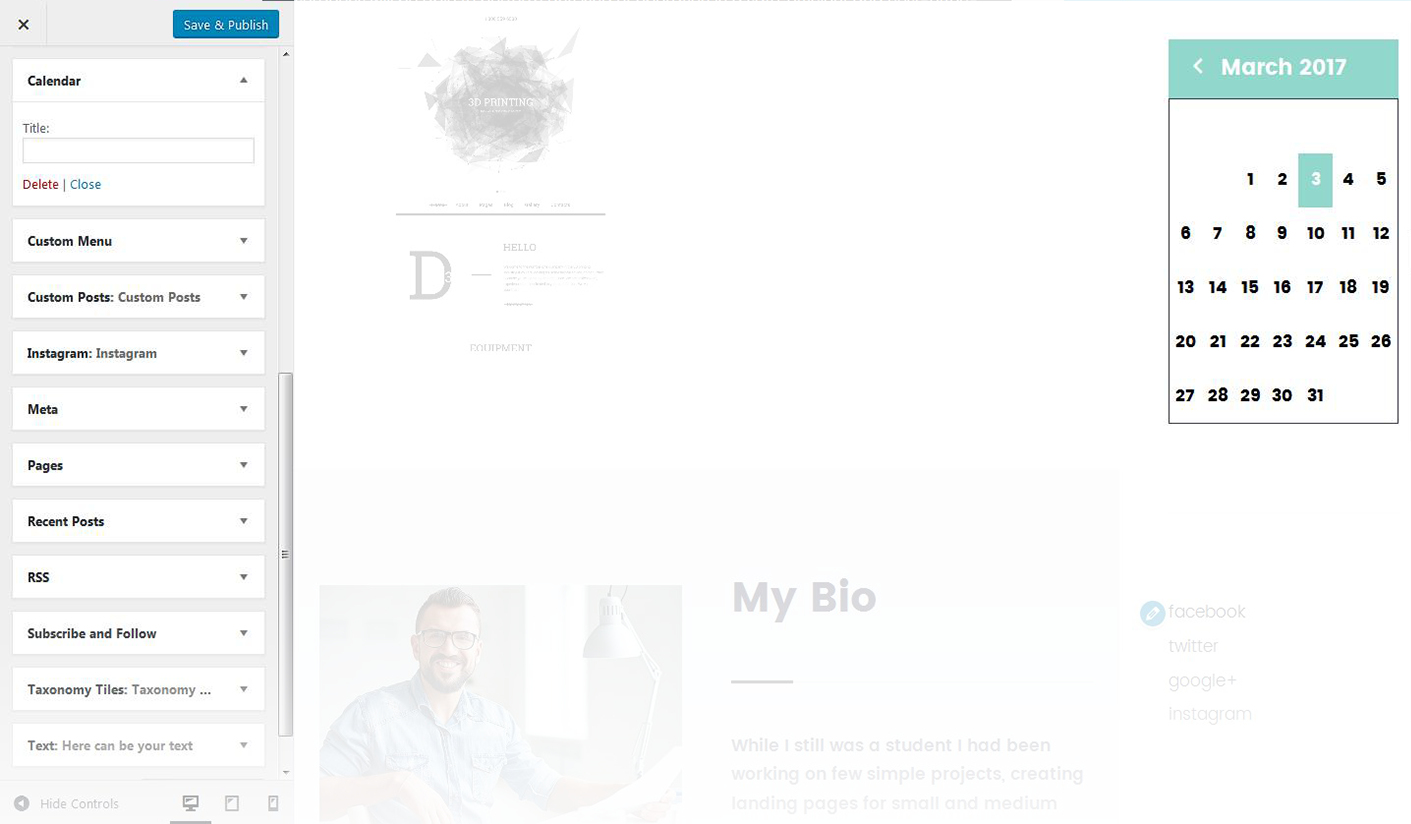 Save & Publish
Calendar
Title:
Delete | Close
Custom Menu
Custom Posts: Custom Posts
Instagram: Instagram
Meta
Pages
Recent Posts
RSS
Subscribe and Follow
Taxonomy Tiles: Taxonomy ...
Text: Here can be your text
Hide Controls
3D PRINTING
D
HELLO
EQUIPMENT
March 2017
1 2 3 4 5
6 7 8 9 10 11 12
13 14 15 16 17 18 19
20 21 22 23 24 25 26
27 28 29 30 31
My Bio
While I still was a student I had been
working on few simple projects, creating
landing pages for small and medium
facebook
twitter
google+
Instagram